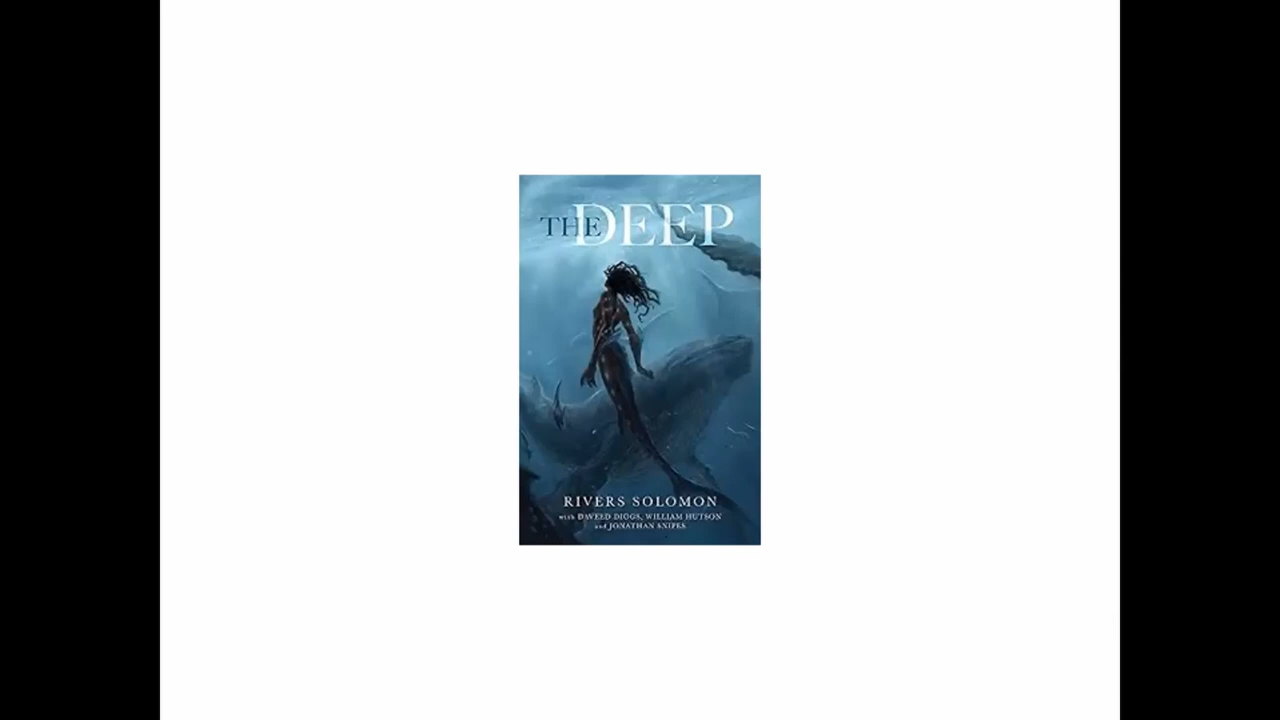 THE DEEP
RIVERS SOLOMON
with DAVEED DIGGS, WILLIAM HUTSON
and JONATHAN SNIPES